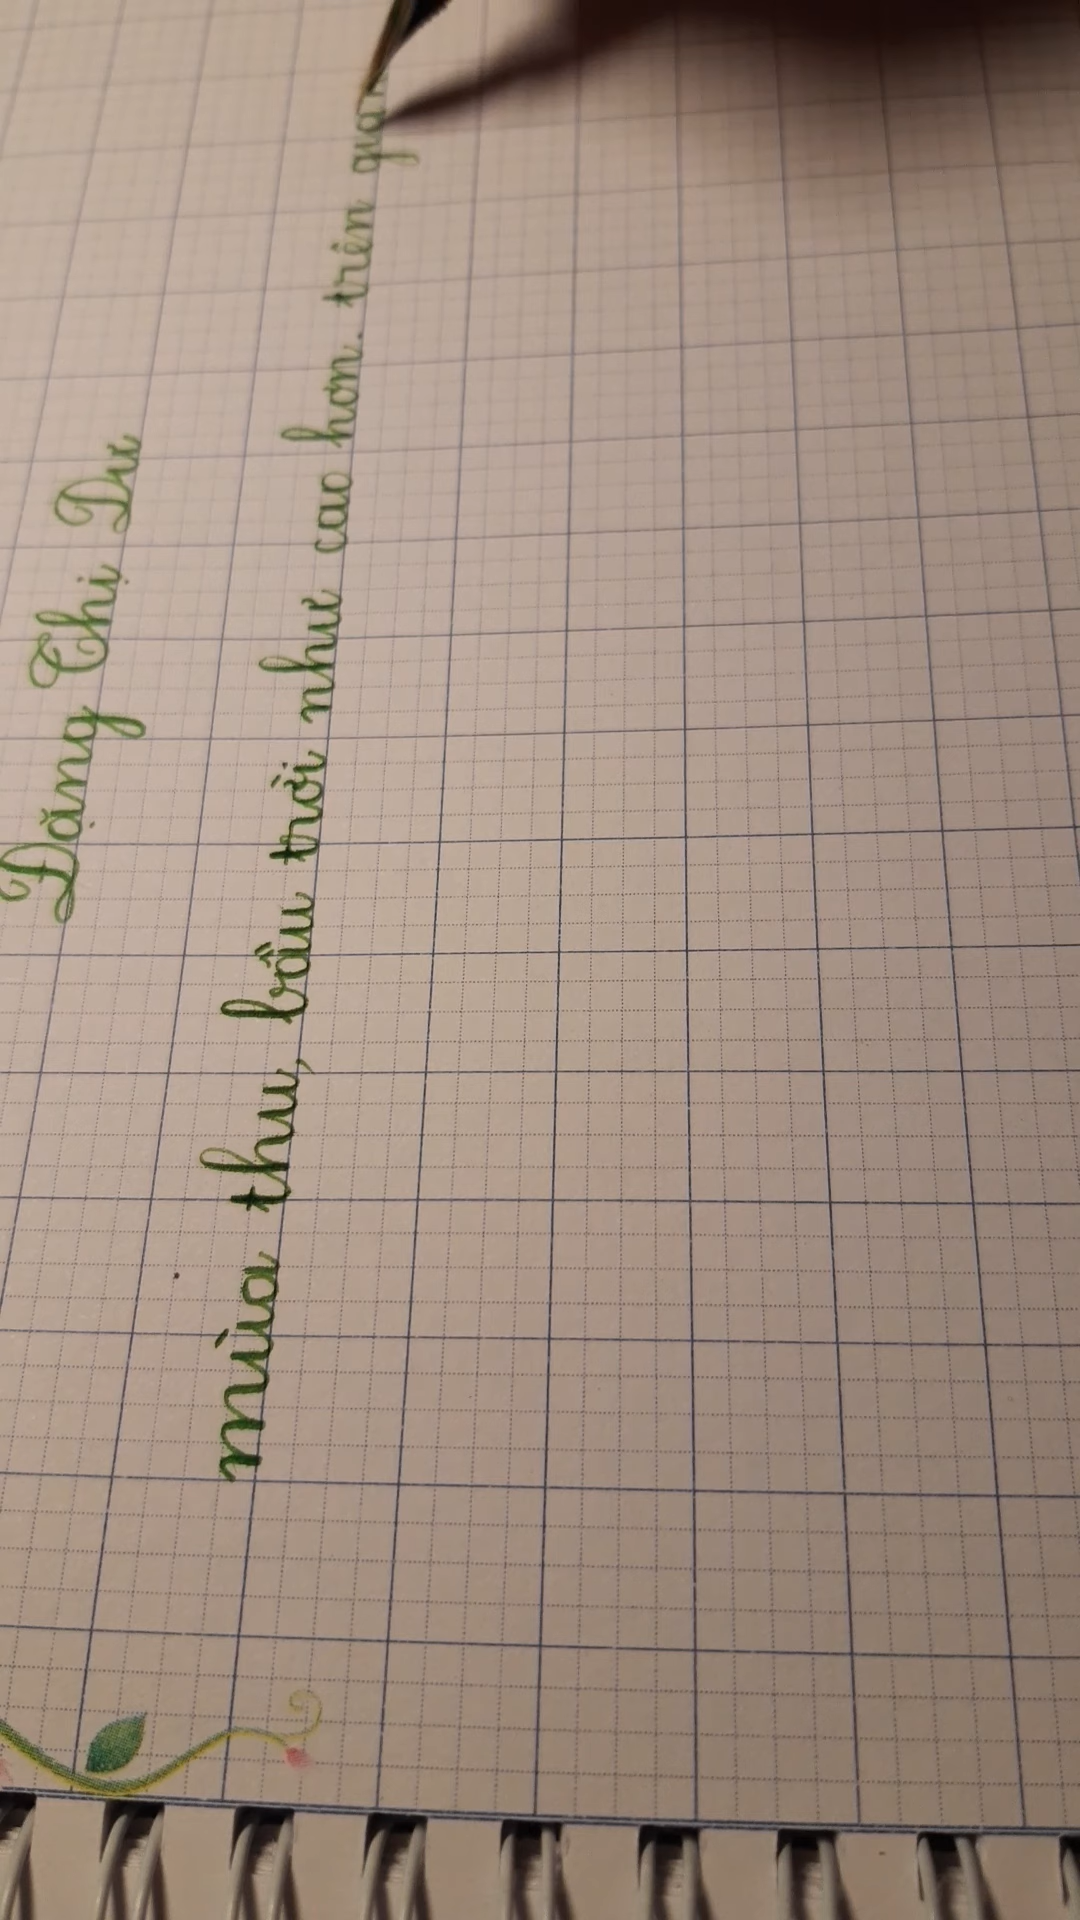 Đặng Thị Dư
mùa thu, bầu trời như cao hơn. trên